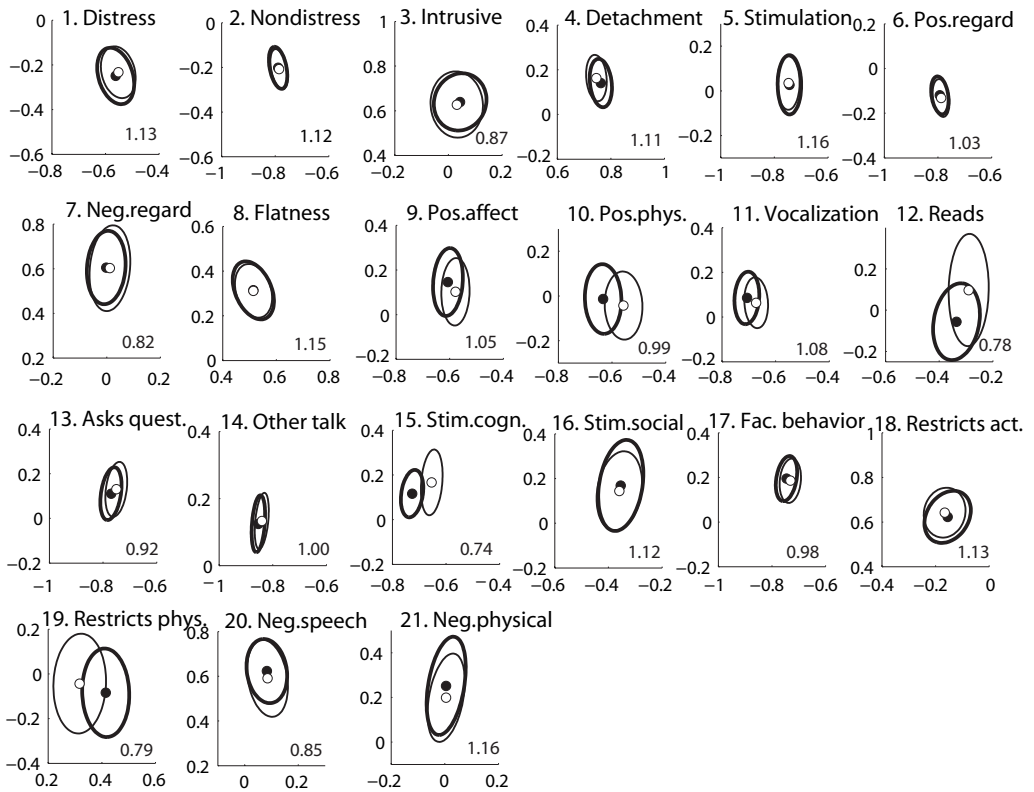 1. Distress 2. Nondistress 3. Intrusive 4. Detachment 5. Stimulation 6. Pos.regard
0 0 1 0.4 0.2 0.2
−0.2 −0.2 0.8 0.2 0 0
−0.4 −0.4 0.6 0 −0.2 −0.2
−0.6 −0.6 0.4 −0.2 −0.4
1.13 1.12 0.87 1.11 1.16 1.03
−0.8 −0.6 −0.4 −1 −0.8 −0.6 −0.2 0 0.2 0.6 0.8 1 −1 −0.8 −0.6 −1 −0.8 −0.6
7. Neg.regard 8. Flatness 9. Pos.affect 10. Pos.phys. 11. Vocalization 12. Reads
0.8 0.6 0.4 0.4
0.6 0.4 0.2 0.2 0.2 0.2
0.4 0.2 0 0 0 0
0.2 0 −0.2 −0.2 −0.2 −0.2
0.82 1.15 1.05 0.99 1.08 0.78
−0.2 0 0.2 0.4 0.6 0.8 −0.8 −0.6 −0.4 −0.8 −0.6 −0.4 −0.8 −0.6 −0.4 −0.6 −0.4 −0.2
13. Asks quest. 14. Other talk 15. Stim.cogn. 16. Stim.social 17. Fac. behavior 18. Restricts act.
0.4 0.4 0.4 0.4 0.4 1
0.2 0.2 0.2 0.2 0.2 0.8
0 0 0 0 0.6
−0.2 0 −0.2 −0.2 −0.2 0.4
0.92 1.00 0.74 1.12 0.98 1.13
−1 −0.8 −0.6 −1 −0.8 −0.6 −0.8 −0.6 −0.4 −0.6 −0.4 −0.2 −1 −0.8 −0.6 −0.4 −0.2 0
19. Restricts phys. 20. Neg.speech 21. Neg.physical
0.2 0.8
0 0.6 0.4
−0.2 0.4 0.2
−0.4 0.2 0
0.79 0.85 1.16
0.2 0.4 0.6 0 0.2 −0.2 0 0.2